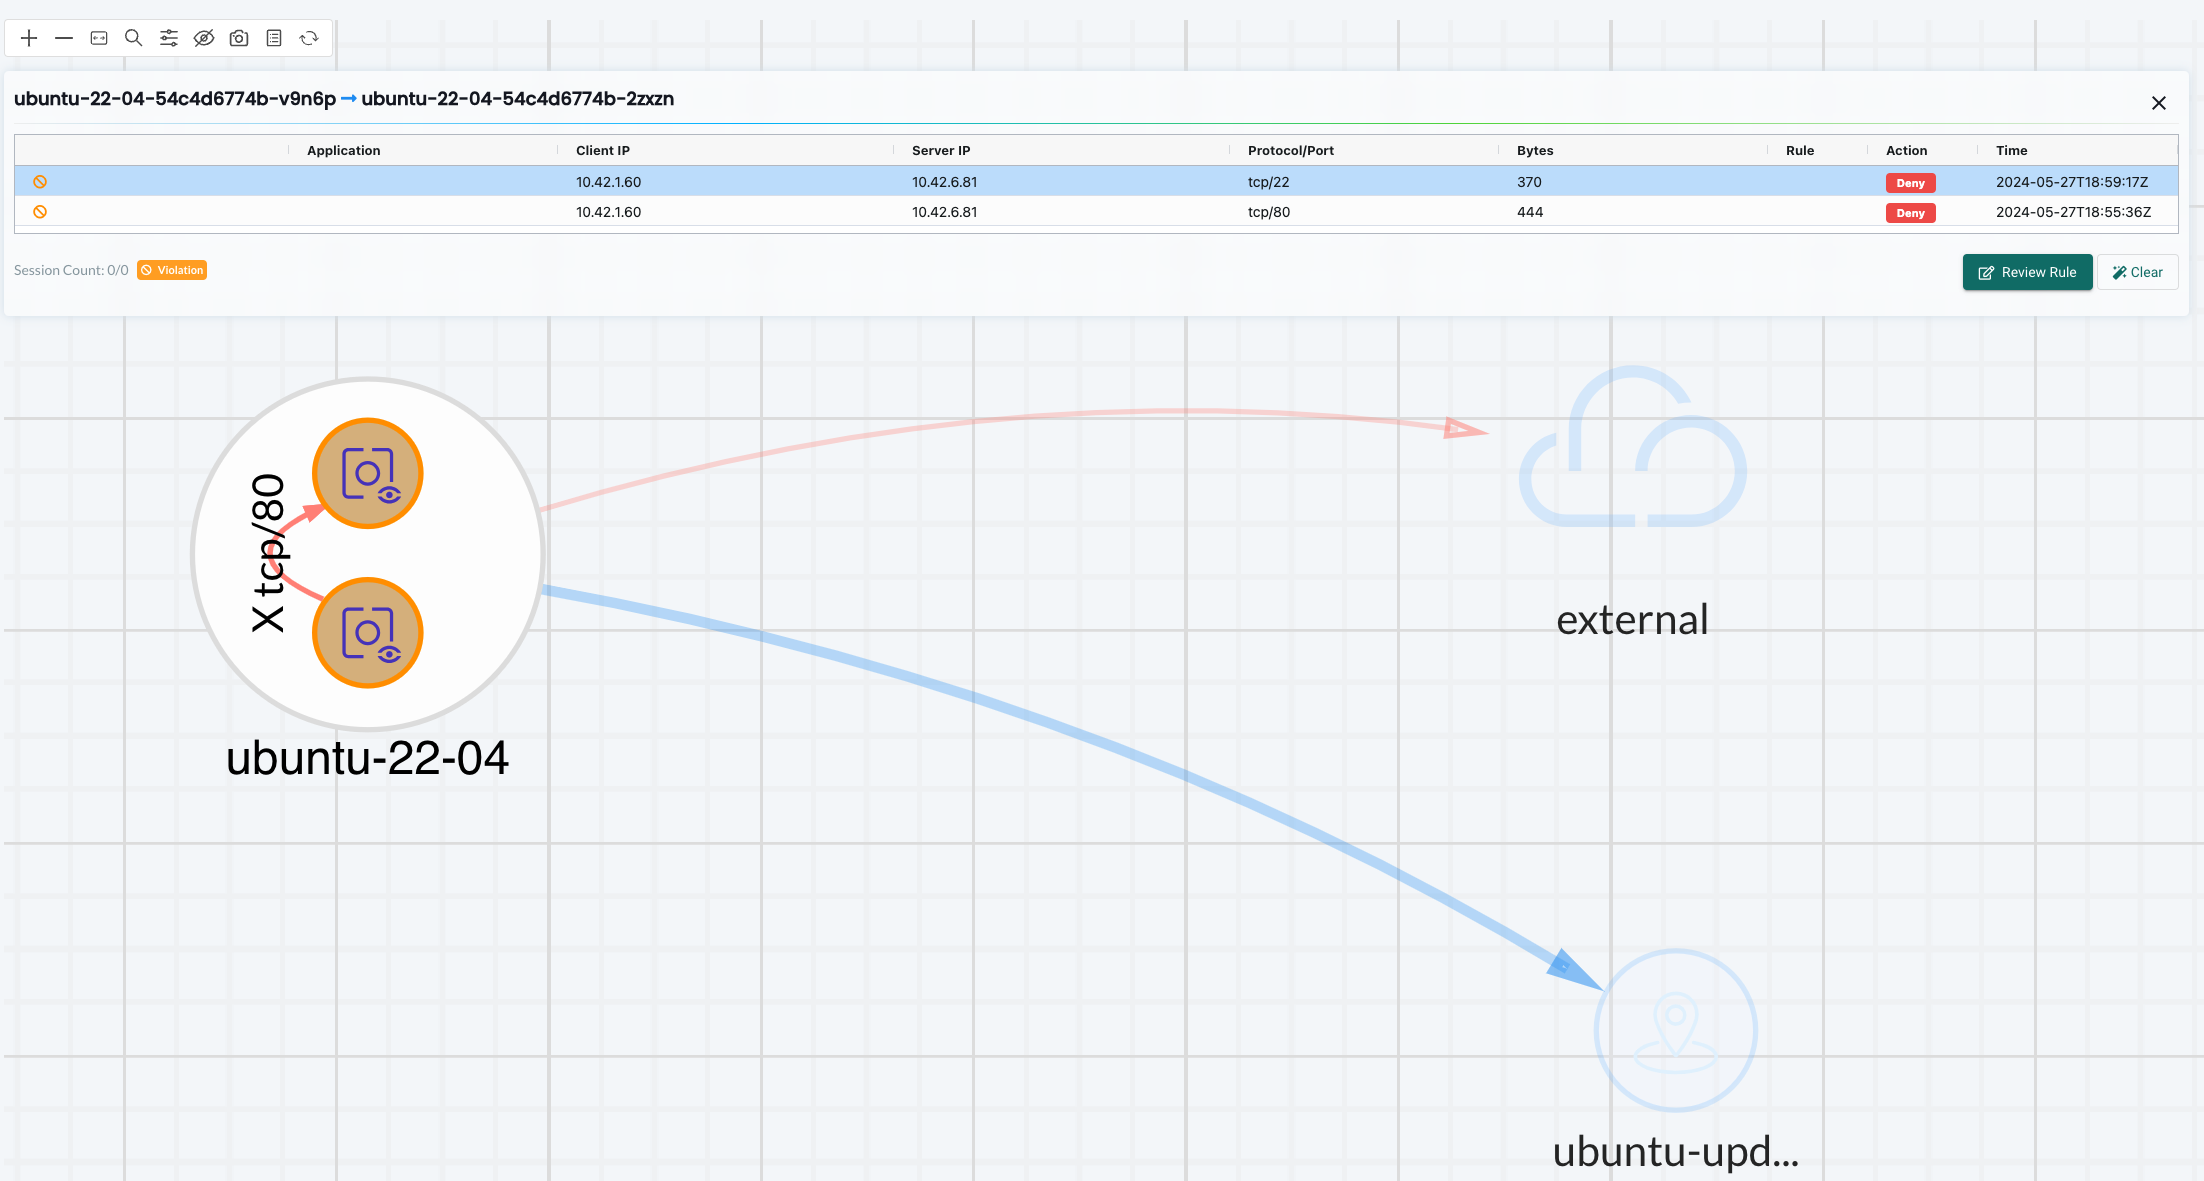 ubuntu-22-04-54c4d6774b-v9n6p → ubuntu-22-04-54c4d6774b-2zxzn
Application Client IP Server IP Protocol/Port Bytes Rule Action Time
10.42.1.60 10.42.6.81 tcp/22 370 Deny 2024-05-27T18:59:17Z
10.42.1.60 10.42.6.81 tcp/80 444 Deny 2024-05-27T18:55:36Z
Session Count: 0/0 Violation Review Rule Clear
X tcp/80
external
ubuntu-22-04
ubuntu-upd...